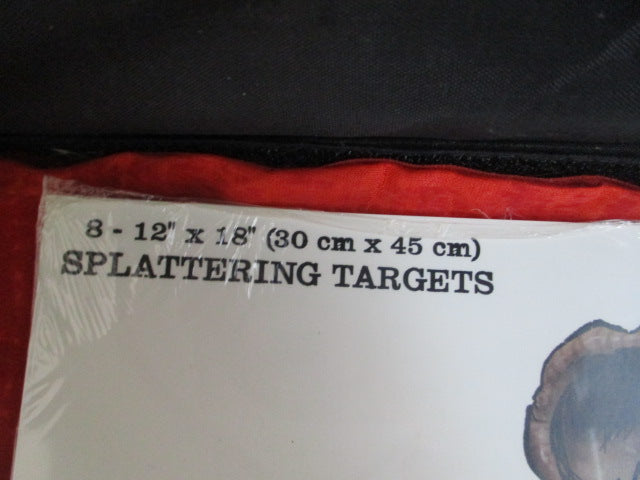 8 - 12" x 18" (30 cm x 45 cm)
SPLATTERING TARGETS